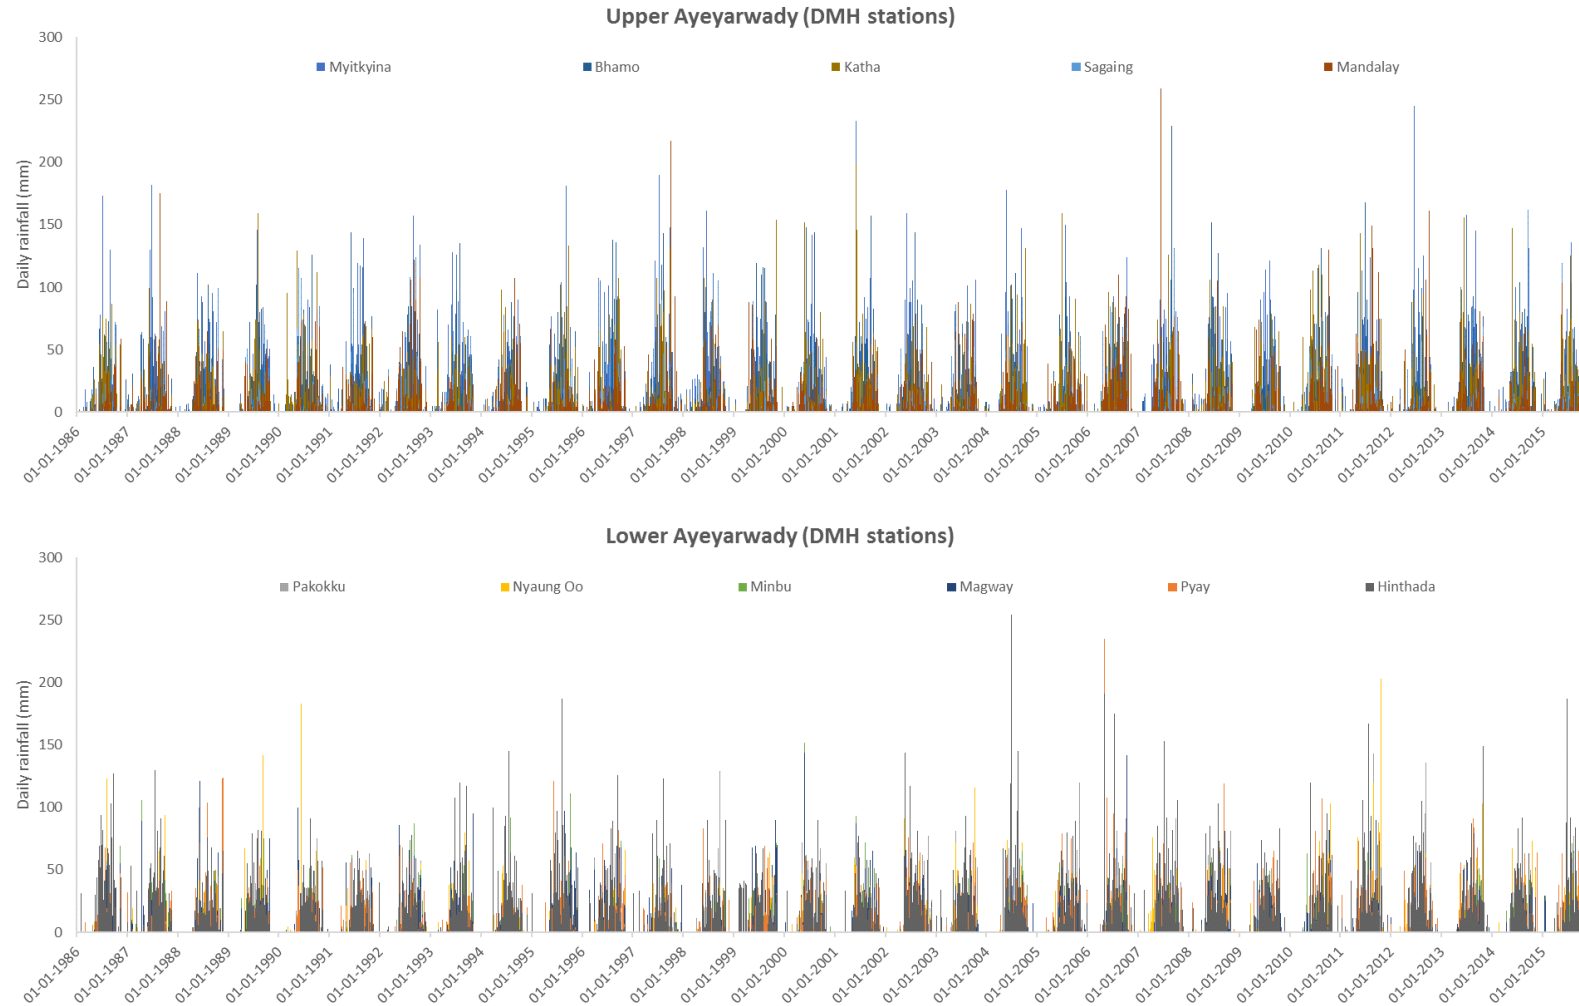 Upper Ayeyarwady (DMH stations)
300
250
200
150
100
50
0
Daily rainfall (mm)
Myitkyina Bhamo Katha Sagaing Mandalay
01-01-1986 01-01-1987 01-01-1988 01-01-1989 01-01-1990 01-01-1991 01-01-1992 01-01-1993 01-01-1994 01-01-1995 01-01-1996 01-01-1997 01-01-1998 01-01-1999 01-01-2000 01-01-2001 01-01-2002 01-01-2003 01-01-2004 01-01-2005 01-01-2006 01-01-2007 01-01-2008 01-01-2009 01-01-2010 01-01-2011 01-01-2012 01-01-2013 01-01-2014 01-01-2015
Lower Ayeyarwady (DMH stations)
300
250
200
150
100
50
0
Daily rainfall (mm)
Pakokku Nyaung Oo Minbu Magway Pyay Hinthada
01-01-1986 01-01-1987 01-01-1988 01-01-1989 01-01-1990 01-01-1991 01-01-1992 01-01-1993 01-01-1994 01-01-1995 01-01-1996 01-01-1997 01-01-1998 01-01-1999 01-01-2000 01-01-2001 01-01-2002 01-01-2003 01-01-2004 01-01-2005 01-01-2006 01-01-2007 01-01-2008 01-01-2009 01-01-2010 01-01-2011 01-01-2012 01-01-2013 01-01-2014 01-01-2015